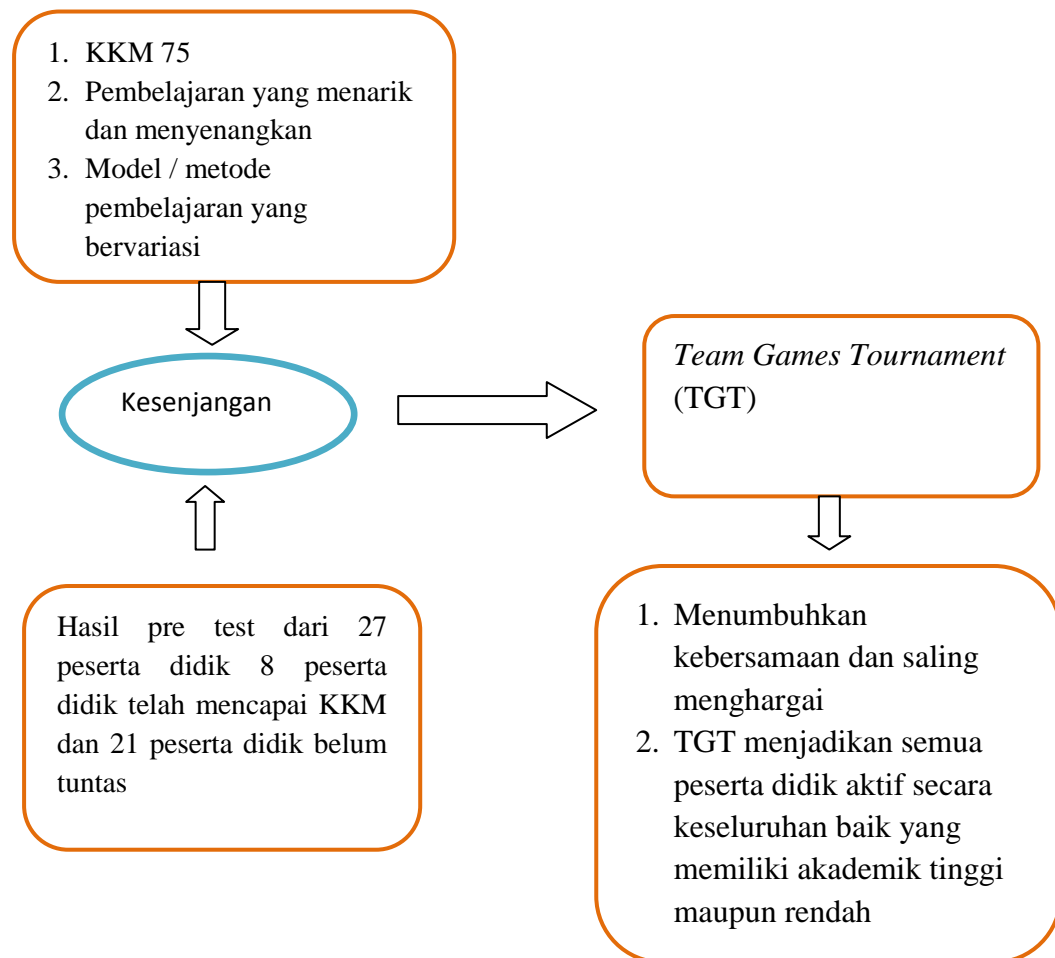 1. KKM 75
2. Pembelajaran yang menarik
dan menyenangkan
3. Model / metode
pembelajaran yang
bervariasi
Kesenjangan
Team Games Tournament
(TGT)
Hasil pre test dari 27
peserta didik 8 peserta
didik telah mencapai KKM
dan 21 peserta didik belum
tuntas
1. Menumbuhkan
kebersamaan dan saling
menghargai
2. TGT menjadikan semua
peserta didik aktif secara
keseluruhan baik yang
memiliki akademik tinggi
maupun rendah